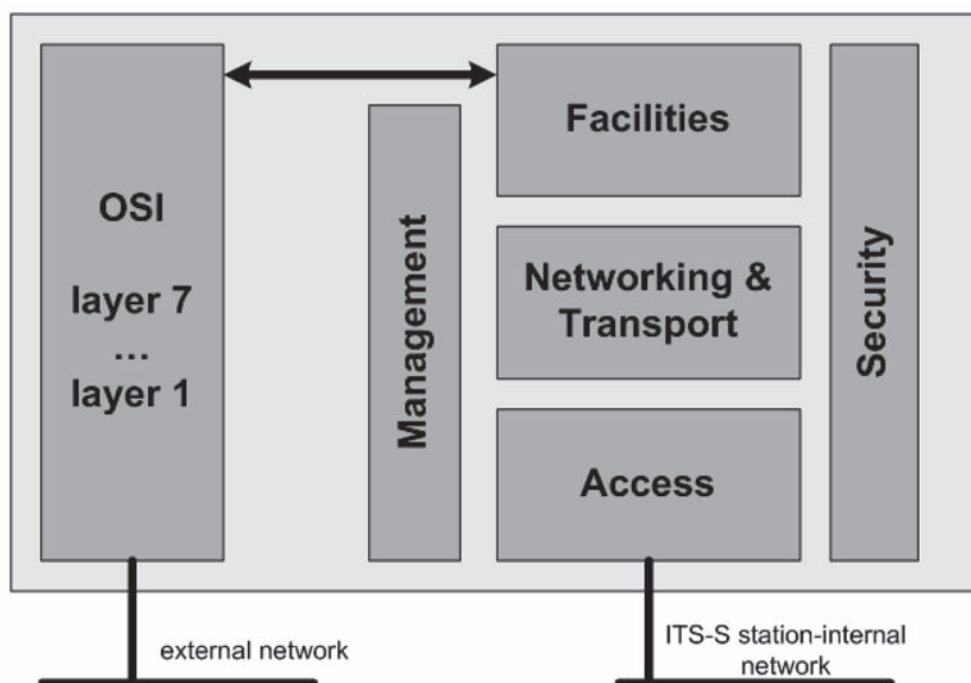 OSI
layer 7
...
layer 1
Management
Facilities
Networking &
Transport
Access
Security
external network
ITS-S station-internal
network